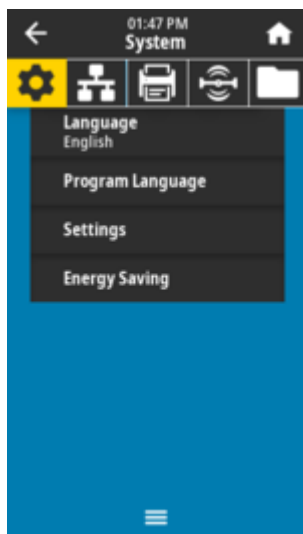 01:47 PM
System
Language
English
Program Language
Settings
Energy Saving